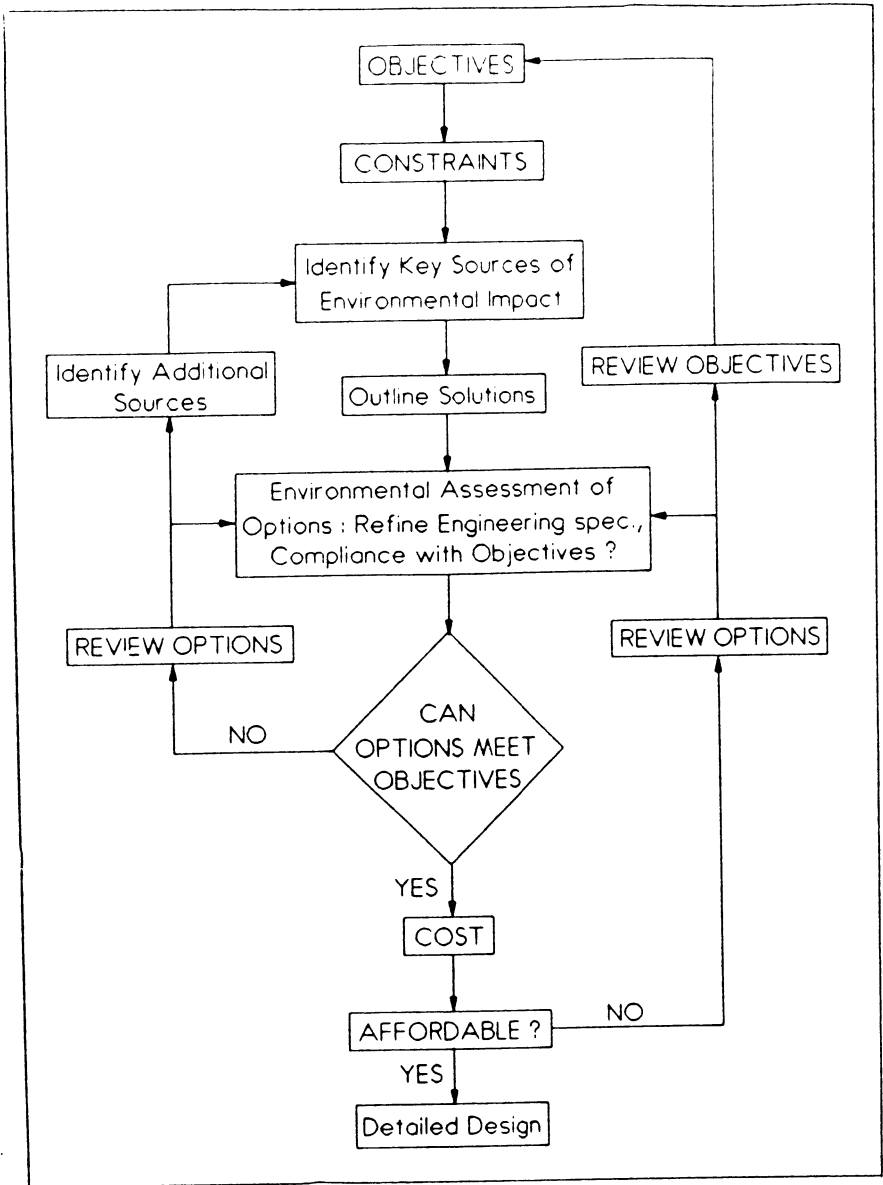 OBJECTIVES
CONSTRAINTS
Identify Key Sources of
Environmental Impact
Identify Additional
Sources
REVIEW OBJECTIVES
Outline Solutions
Environmental Assessment of
Options : Refine Engineering spec.,
Compliance with Objectives ?
REVIEW OPTIONS
REVIEW OPTIONS
CAN
OPTIONS MEET
OBJECTIVES
NO
YES
COST
AFFORDABLE ?
NO
YES
Detailed Design